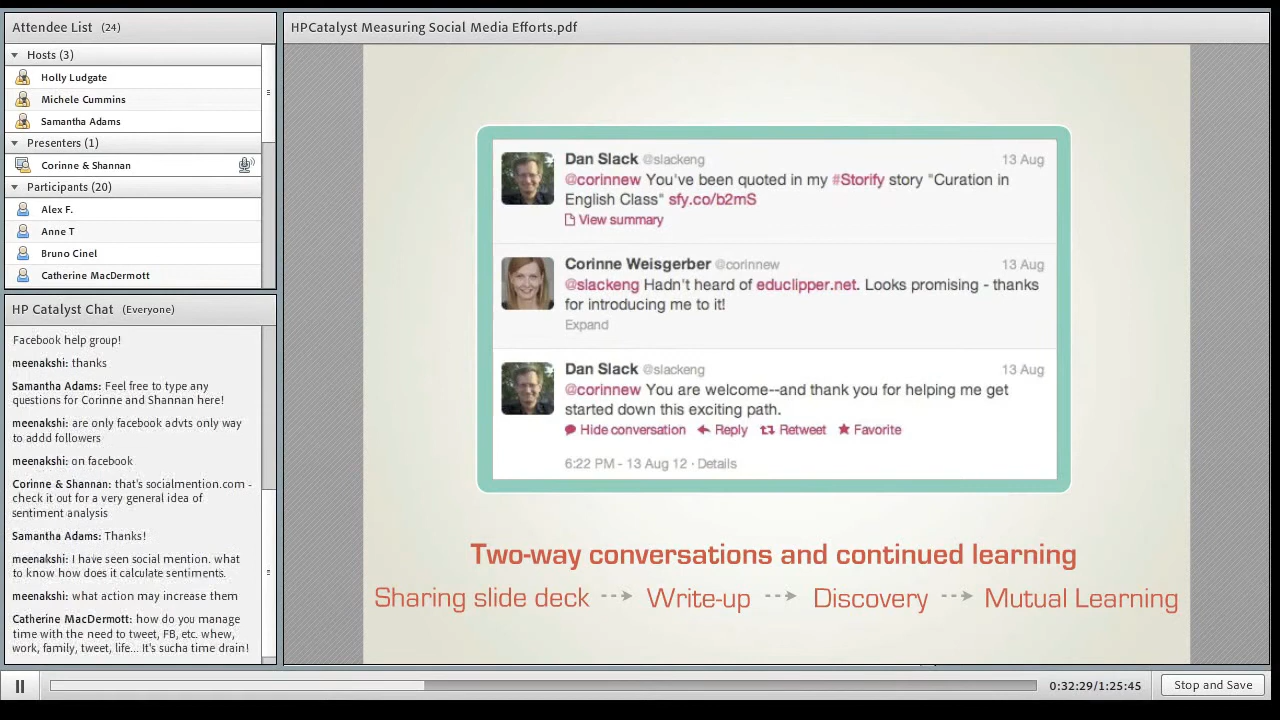 Attendee List (24)
Hosts (3)
Holly Ludgate
Michele Cummins
Samantha Adams
Presenters (1)
Corinne & Shannan
Participants (20)
Alex F.
Anne T
Bruno Cinel
Catherine MacDermott
HP Catalyst Chat (Everyone)
Facebook help group!
meenakshi: thanks
Samantha Adams: Feel free to type any
questions for Corinne and Shannan here!
meenakshi: are only facebook advts only way
to addd followers
meenakshi: on facebook
Corinne & Shannan: that's socialmention.com -
check it out for a very general idea of
sentiment analysis
Samantha Adams: Thanks!
meenakshi: I have seen social mention. what
to know how does it calculate sentiments.
meenakshi: what action may increase them
Catherine MacDermott: how do you manage
time with the need to tweet, FB, etc. whew,
work, family, tweet, life... It's sucha time drain!
HPCatalyst Measuring Social Media Efforts.pdf
Dan Slack @slackeng 13 Aug
@corinnew You've been quoted in my #Storify story "Curation in
English Class" sfy.co/b2mS
View summary
Corinne Weisgerber @corinnew 13 Aug
@slackeng Hadn't heard of educlipper.net. Looks promising - thanks
for introducing me to it!
Expand
Dan Slack @slackeng 13 Aug
@corinnew You are welcome--and thank you for helping me get
started down this exciting path.
Hide conversation Reply Retweet Favorite
6:22 PM - 13 Aug 12 · Details
Two-way conversations and continued learning
Sharing slide deck Write-up Discovery Mutual Learning
0:32:29/1:25:45
Stop and Save